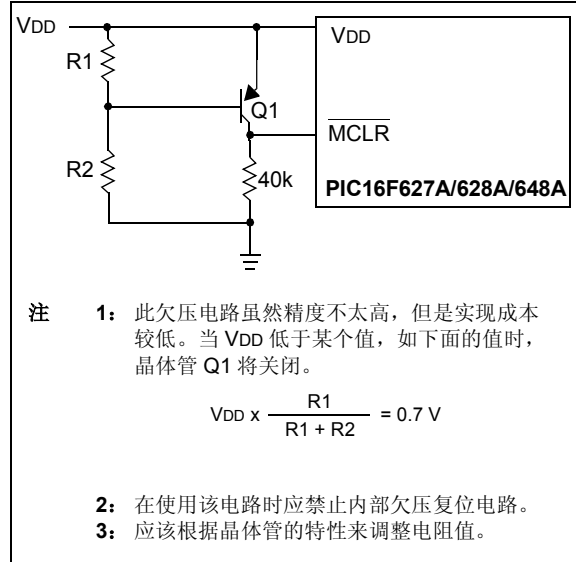 VDD
VDD
R1
Q1
MCLR
R2
40k
PIC16F627A/628A/648A
注 1： 此欠压电路虽然精度不太高，但是实现成本
较低。当 VDD 低于某个值，如下面的值时，
晶体管 Q1 将关闭。
VDD x R1 / R1 + R2 = 0.7 V
2： 在使用该电路时应禁止内部欠压复位电路。
3： 应该根据晶体管的特性来调整电阻值。